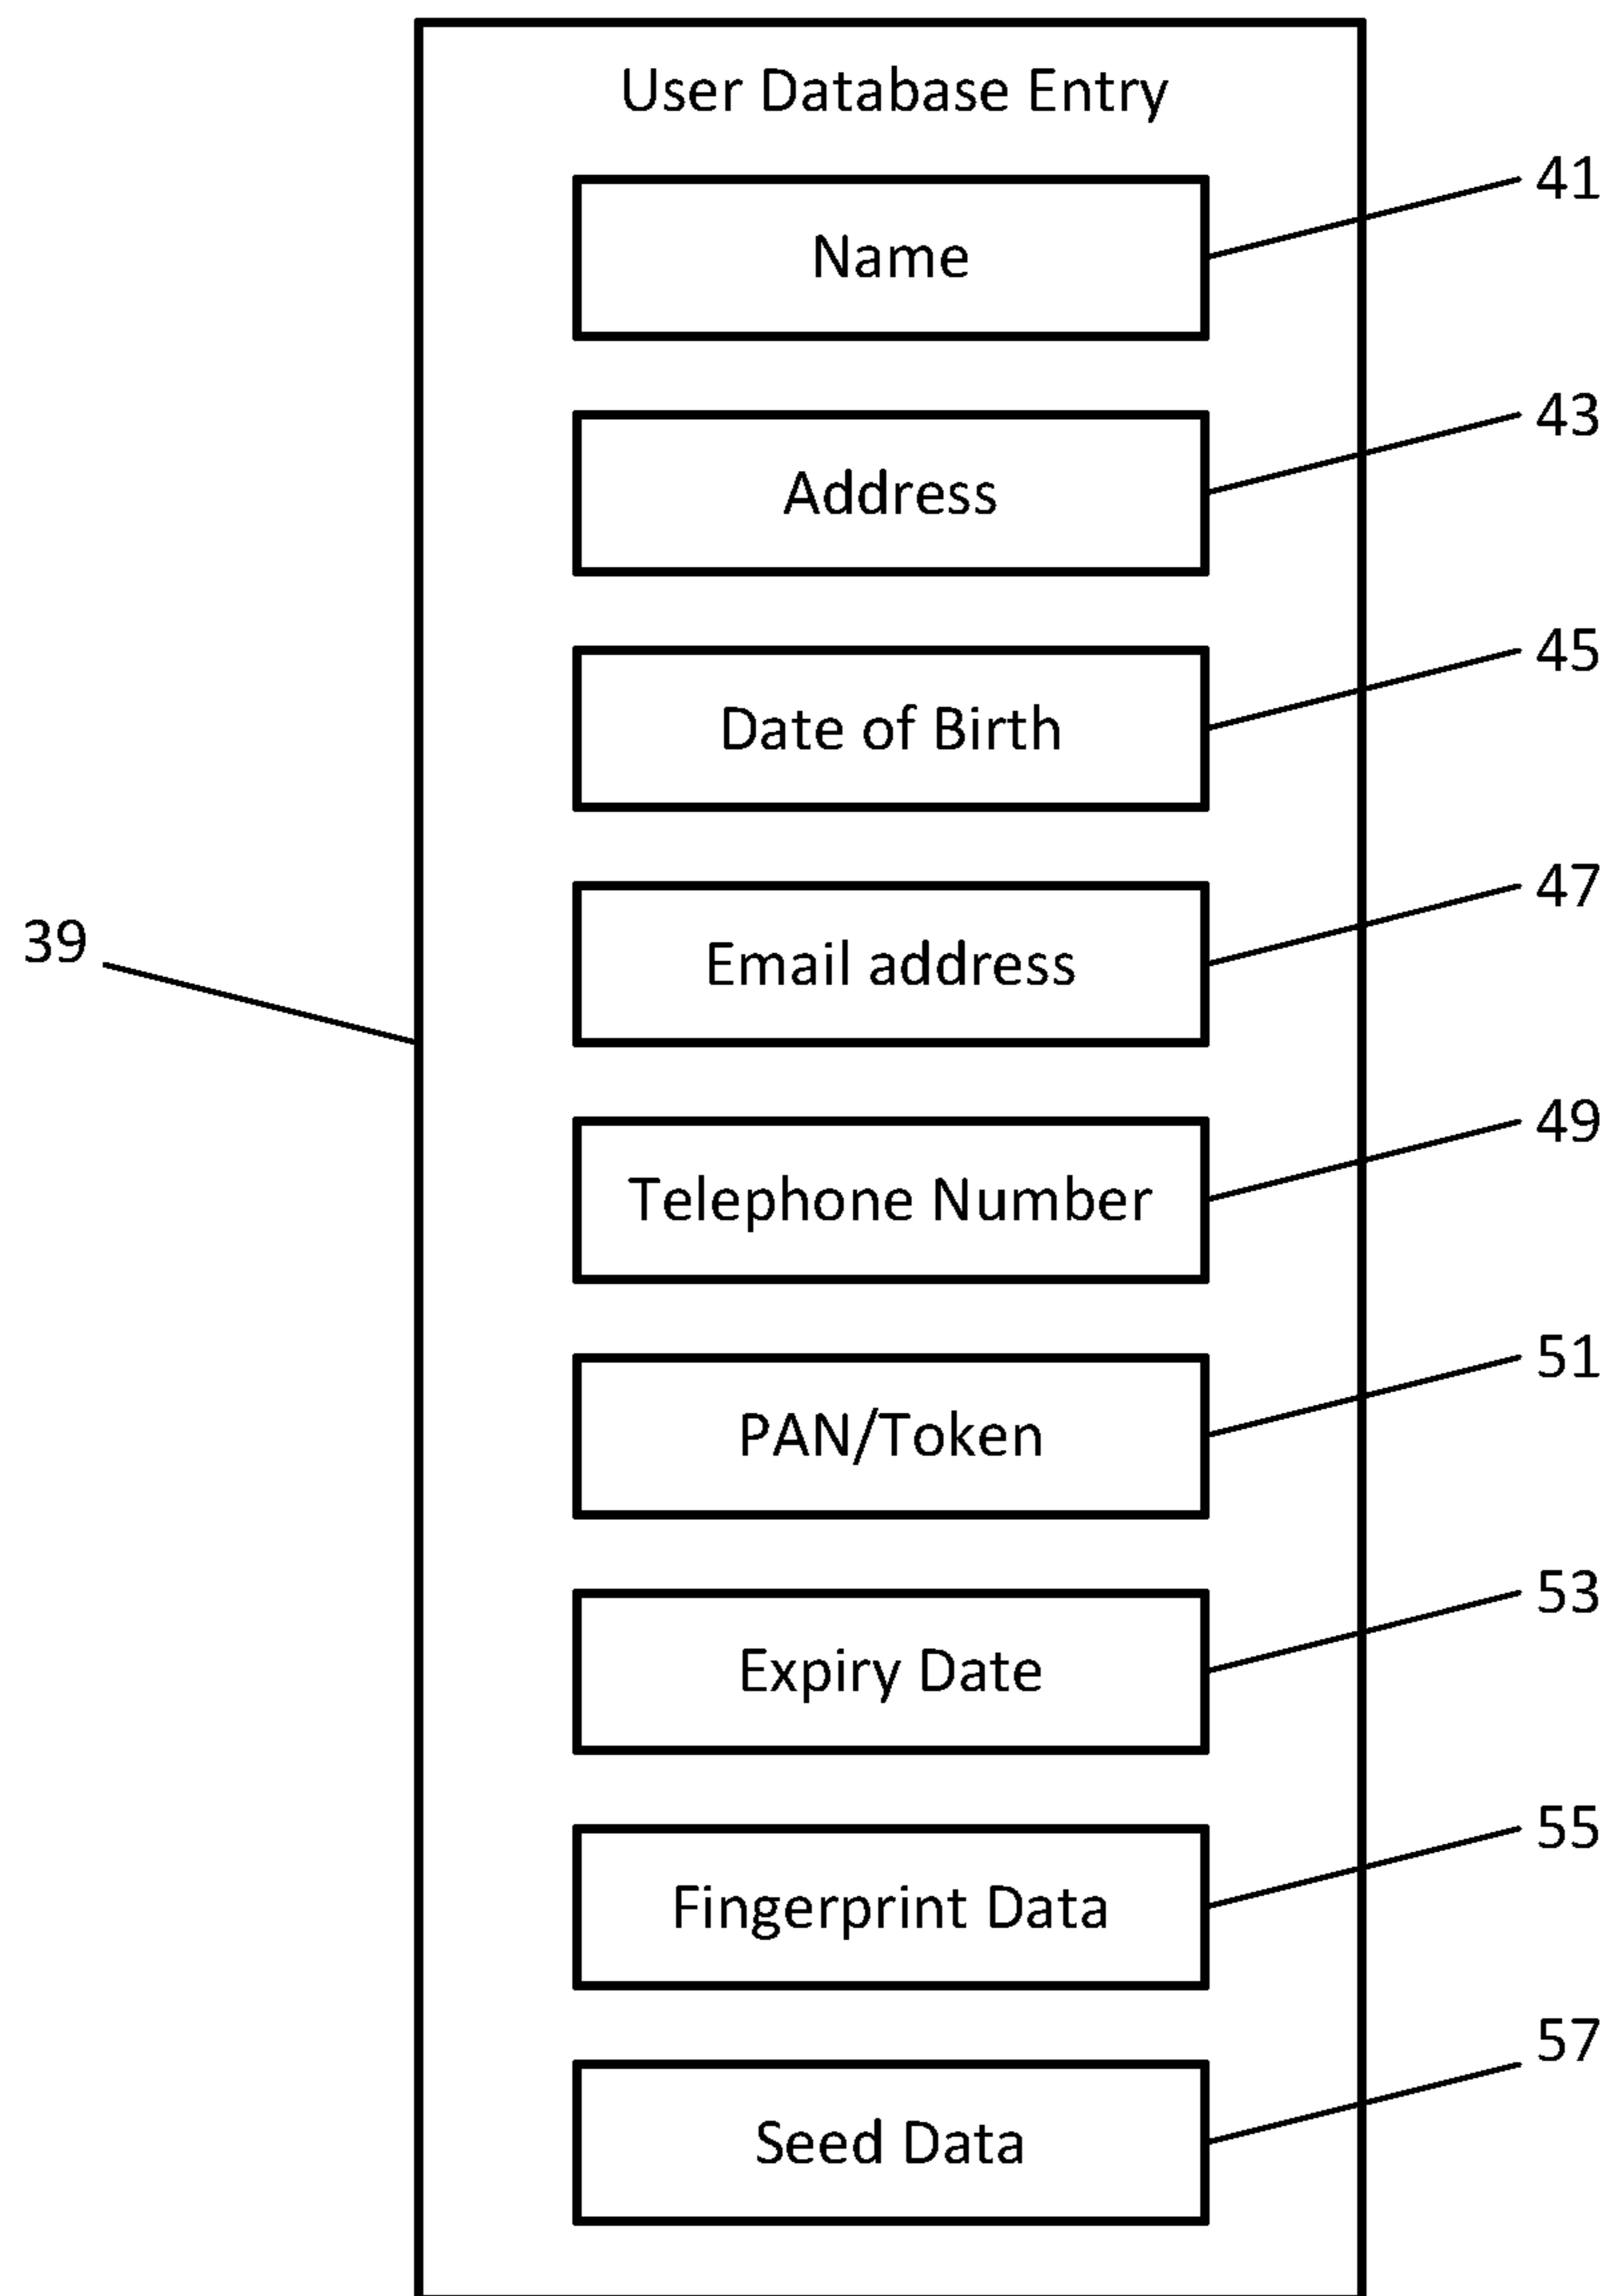 User Database Entry
41
Name
43
Address
45
Date of Birth
47
39
Email address
49
Telephone Number
51
PAN/Token
53
Expiry Date
55
Fingerprint Data
57
Seed Data